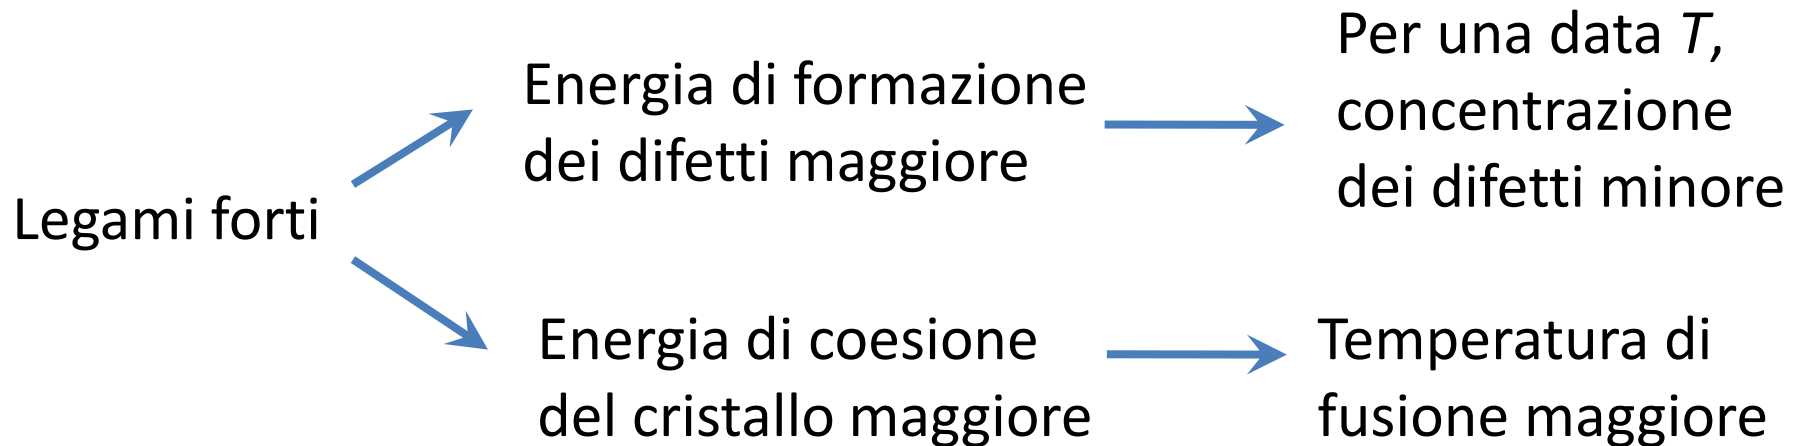 Legami forti
Energia di formazione
dei difetti maggiore
Per una data T,
concentrazione
dei difetti minore
Energia di coesione
del cristallo maggiore
Temperatura di
fusione maggiore